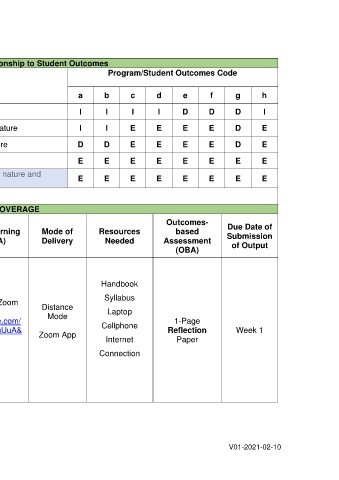 onship to Student Outcomes
Program/Student Outcomes Code
a b c d e f g h
I I I I D D D I
ature I I E E E E D E
re D D E E E E D E
E E E E E E E E
nature and E E E E E E E E
OVERAGE
rning
A)
Mode of
Delivery
Resources
Needed
Outcomes-
based
Assessment
(OBA)
Due Date of
Submission
of Output
Zoom
e.com/
qUuA&
Distance
Mode
Zoom App
Handbook
Syllabus
Laptop
Cellphone
Internet
Connection
1-Page
Reflection
Paper
Week 1
V01-2021-02-10